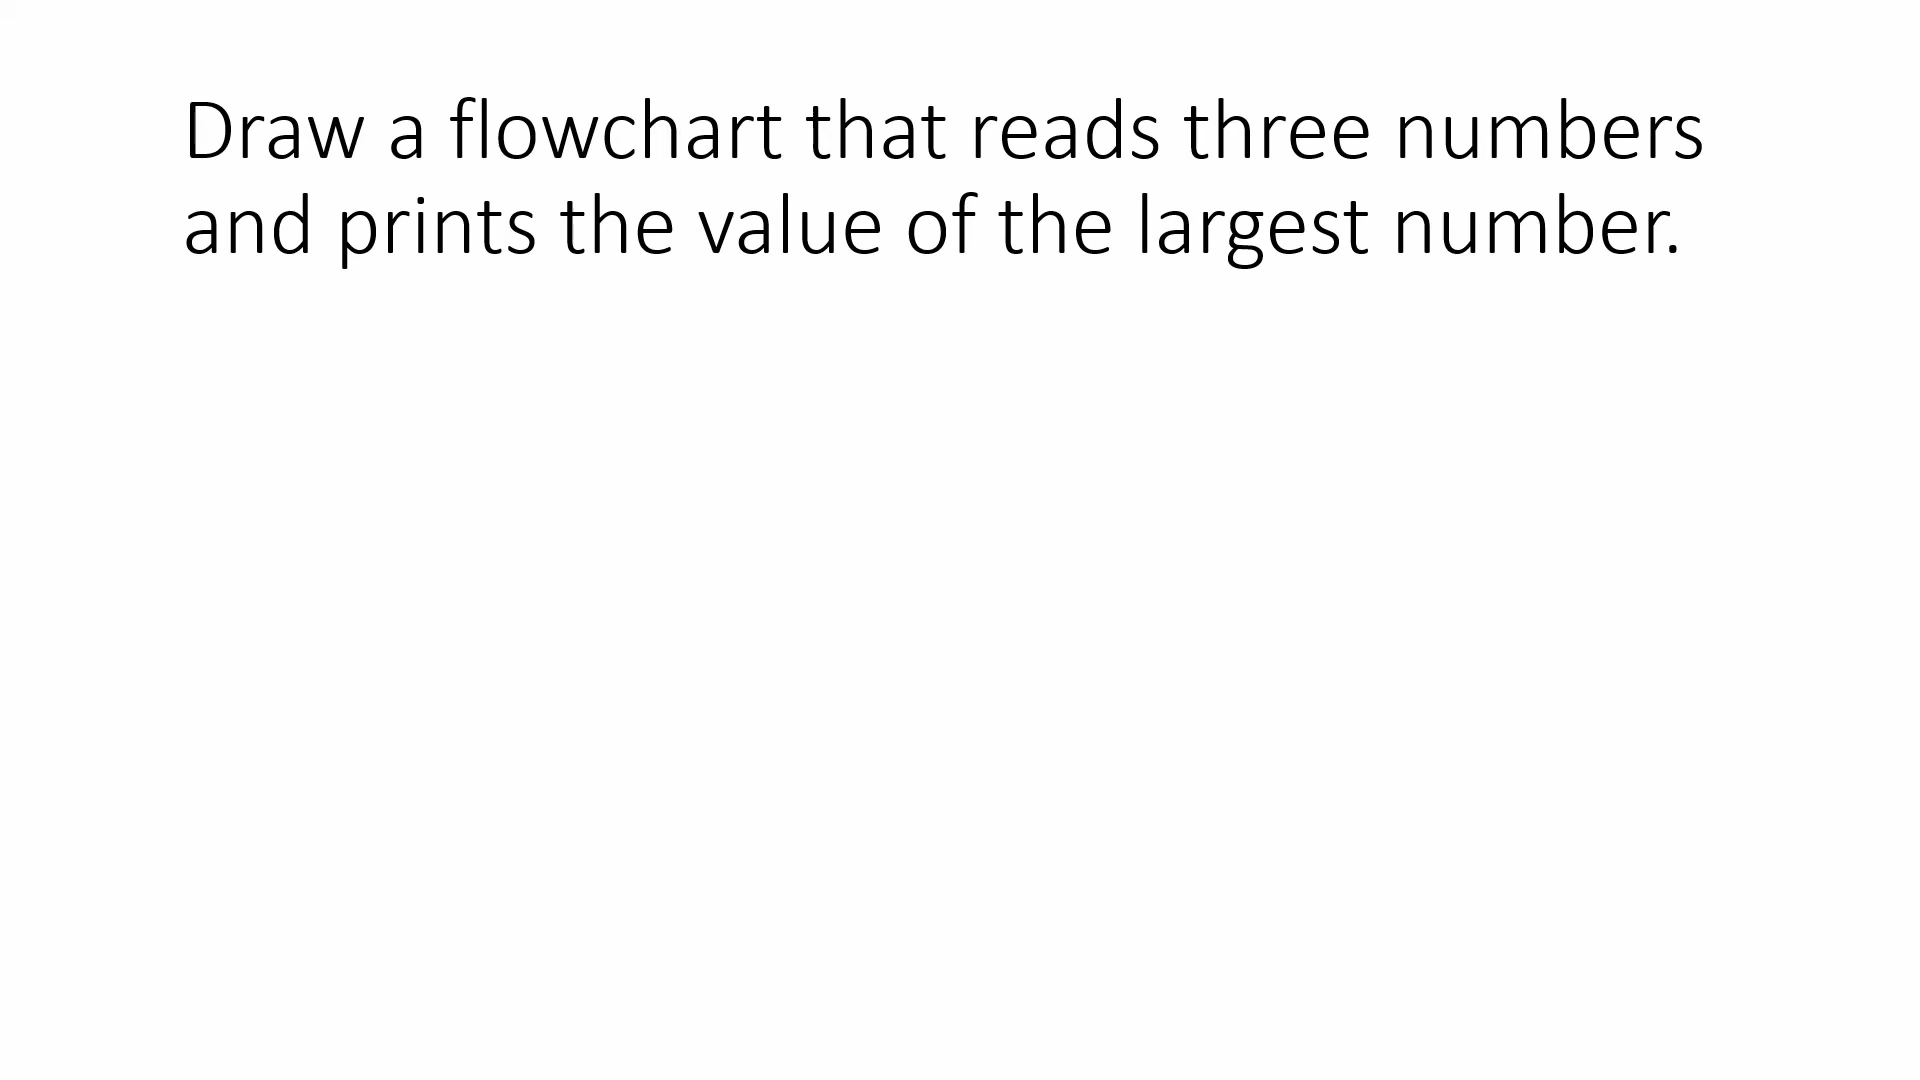 Draw a flowchart that reads three numbers
and prints the value of the largest number.